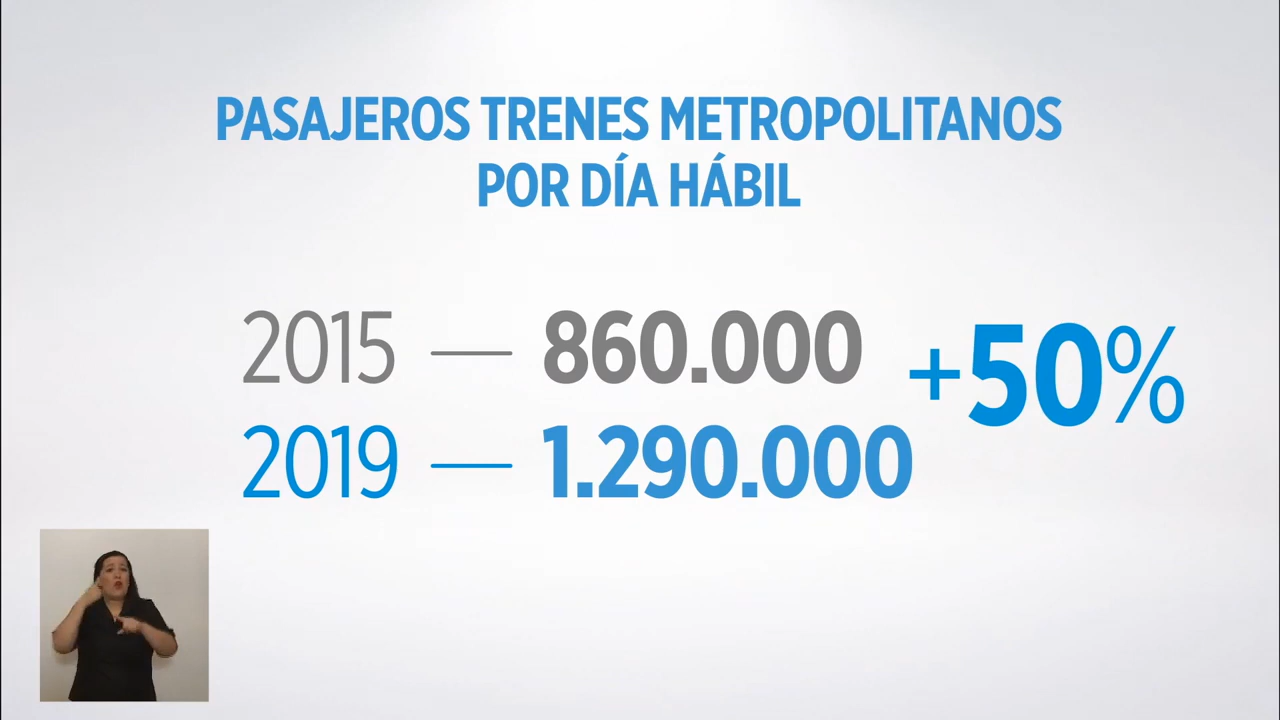 PASAJEROS TRENES METROPOLITANOS
POR DÍA HÁBIL
2015 — 860.000
+50%
2019 — 1.290.000